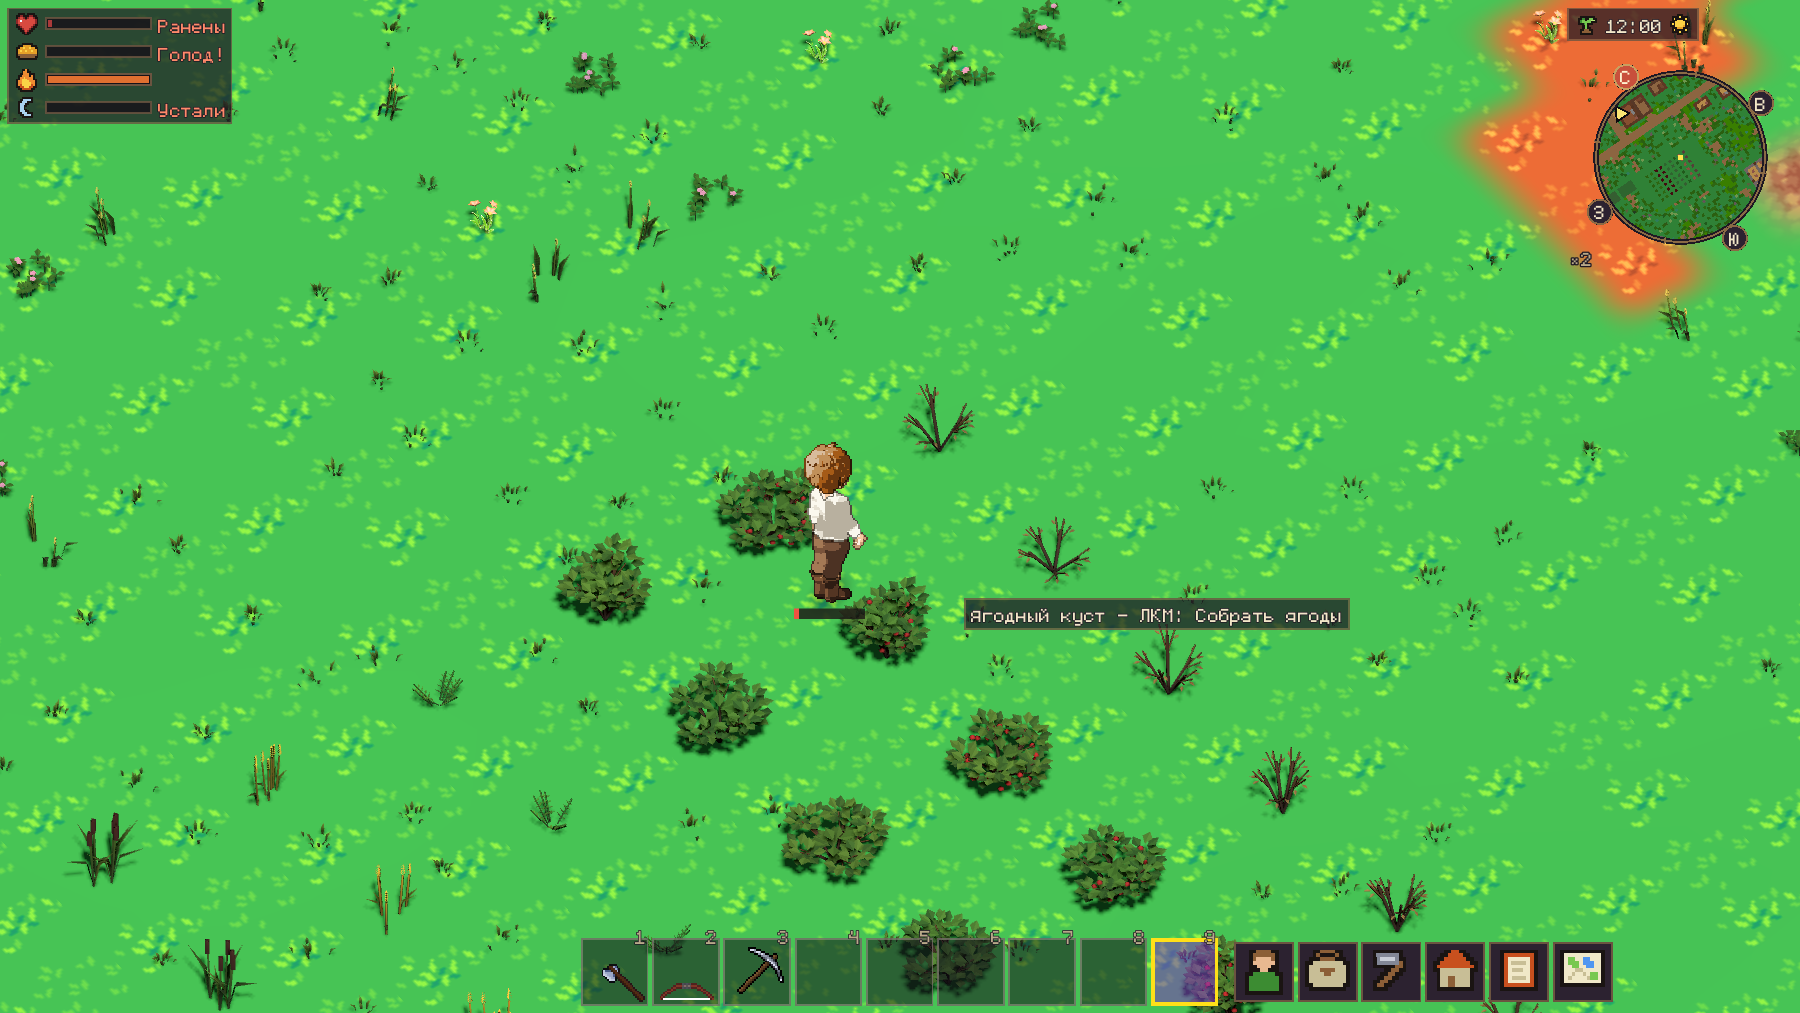 Ранены
Голод!
Устали
12:00
С
В
З
Ю
×2
Ягодный куст - ЛКМ: Собрать ягоды
1 2 3 4 5 6 7 8 9